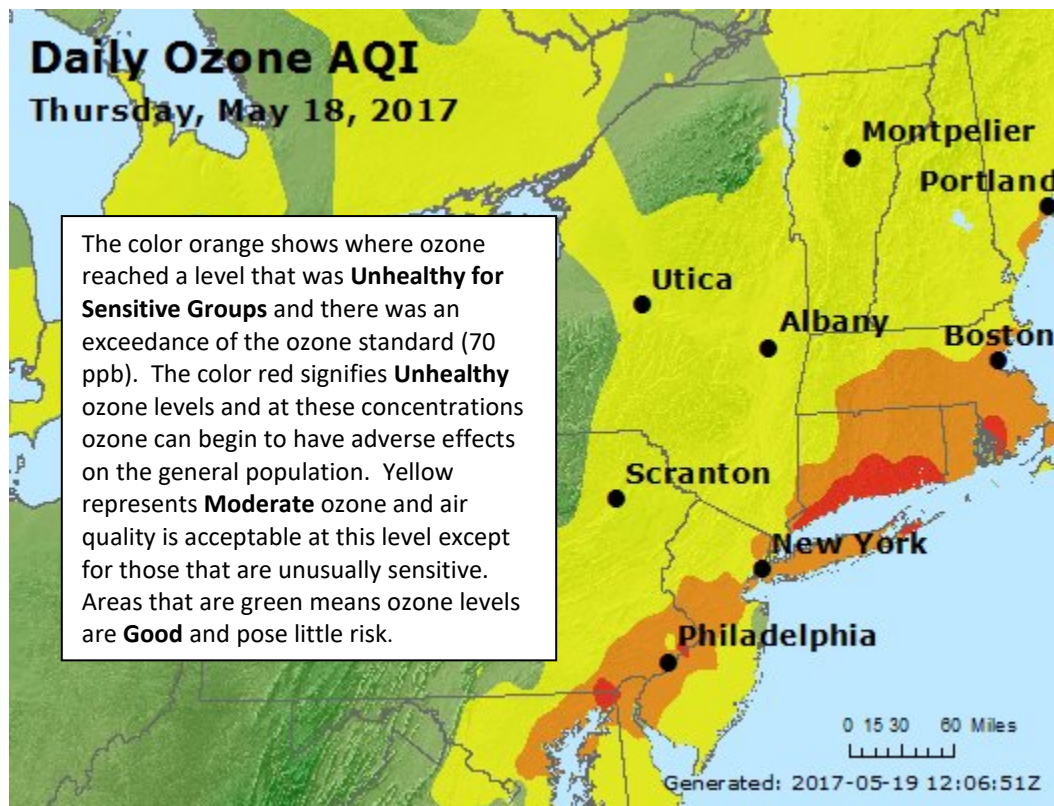 Daily Ozone AQI
Thursday, May 18, 2017
Montpelier
Portland
The color orange shows where ozone
reached a level that was Unhealthy for
Sensitive Groups and there was an
exceedance of the ozone standard (70
ppb). The color red signifies Unhealthy
ozone levels and at these concentrations
ozone can begin to have adverse effects
on the general population. Yellow
represents Moderate ozone and air
quality is acceptable at this level except
for those that are unusually sensitive.
Areas that are green means ozone levels
are Good and pose little risk.
Utica
Albany
Boston
Scranton
New York
Philadelphia
0 15 30 60 Miles
Generated: 2017-05-19 12:06:51Z